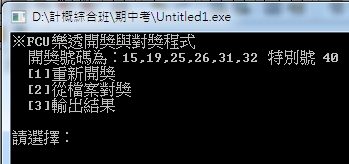 D:\計概綜合班\期中考\Untitled1.exe
※FCU樂透開獎與對獎程式
開獎號碼為：15,19,25,26,31,32 特別號 40
[1]重新開獎
[2]從檔案對獎
[3]輸出結果
請選擇：